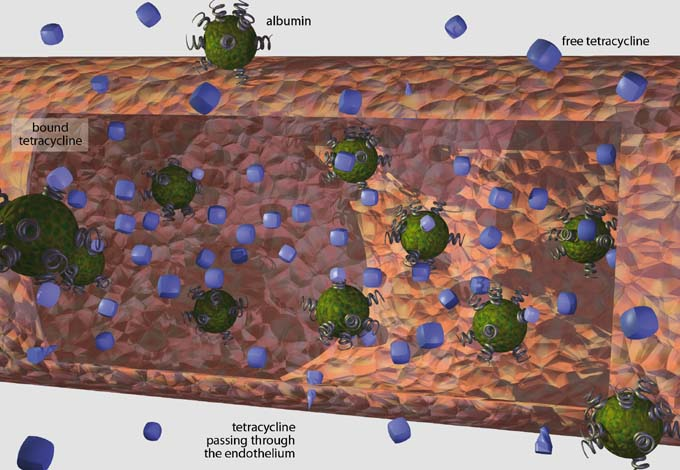 albumin
free tetracycline
bound
tetracycline
tetracycline
passing through
the endothelium